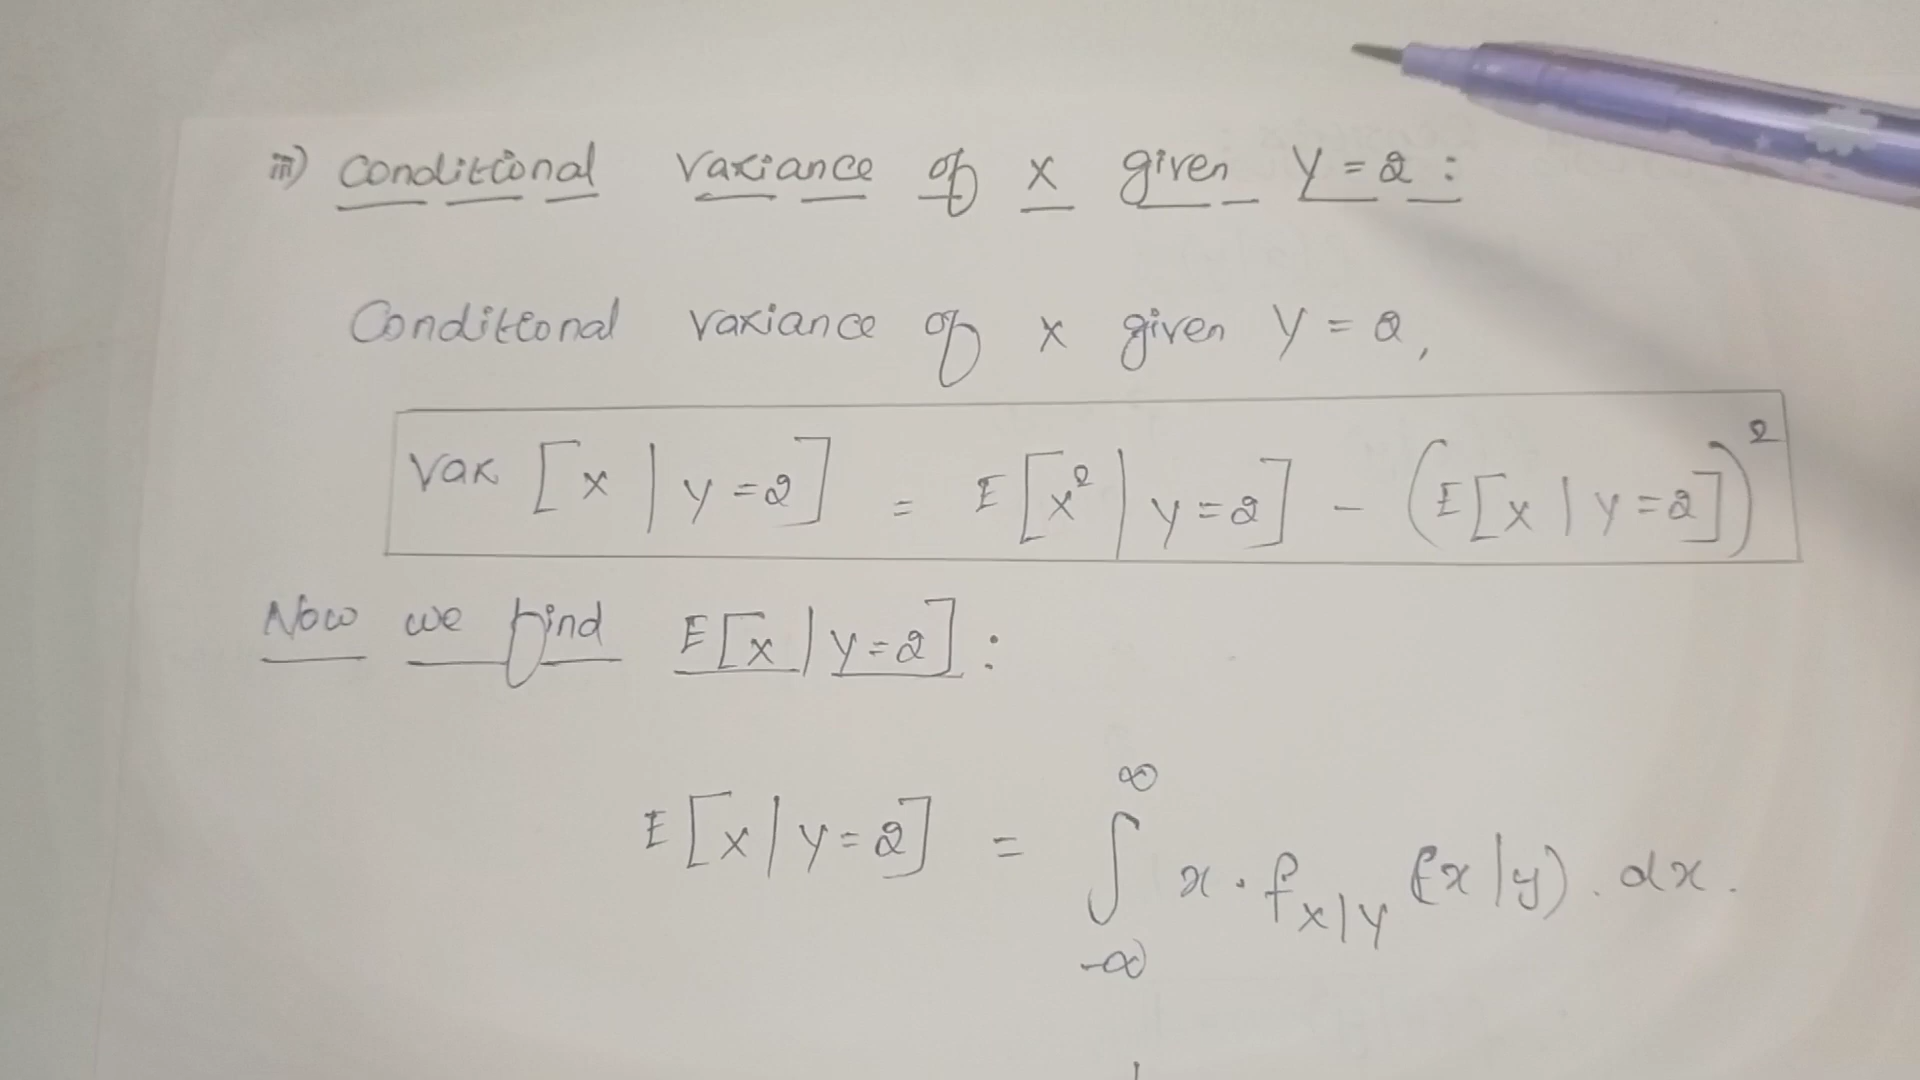 iii) Conditional Variance of X given Y = 2 :
Conditional variance of X given Y = 2,
Var [X | Y = 2] = E[X² | Y = 2] - (E[X | Y = 2])²
Now we find E[X | Y = 2] :
E[X | Y = 2] = ∫_{-∞}^{∞} x · f_{X|Y} (x | y) . dx .